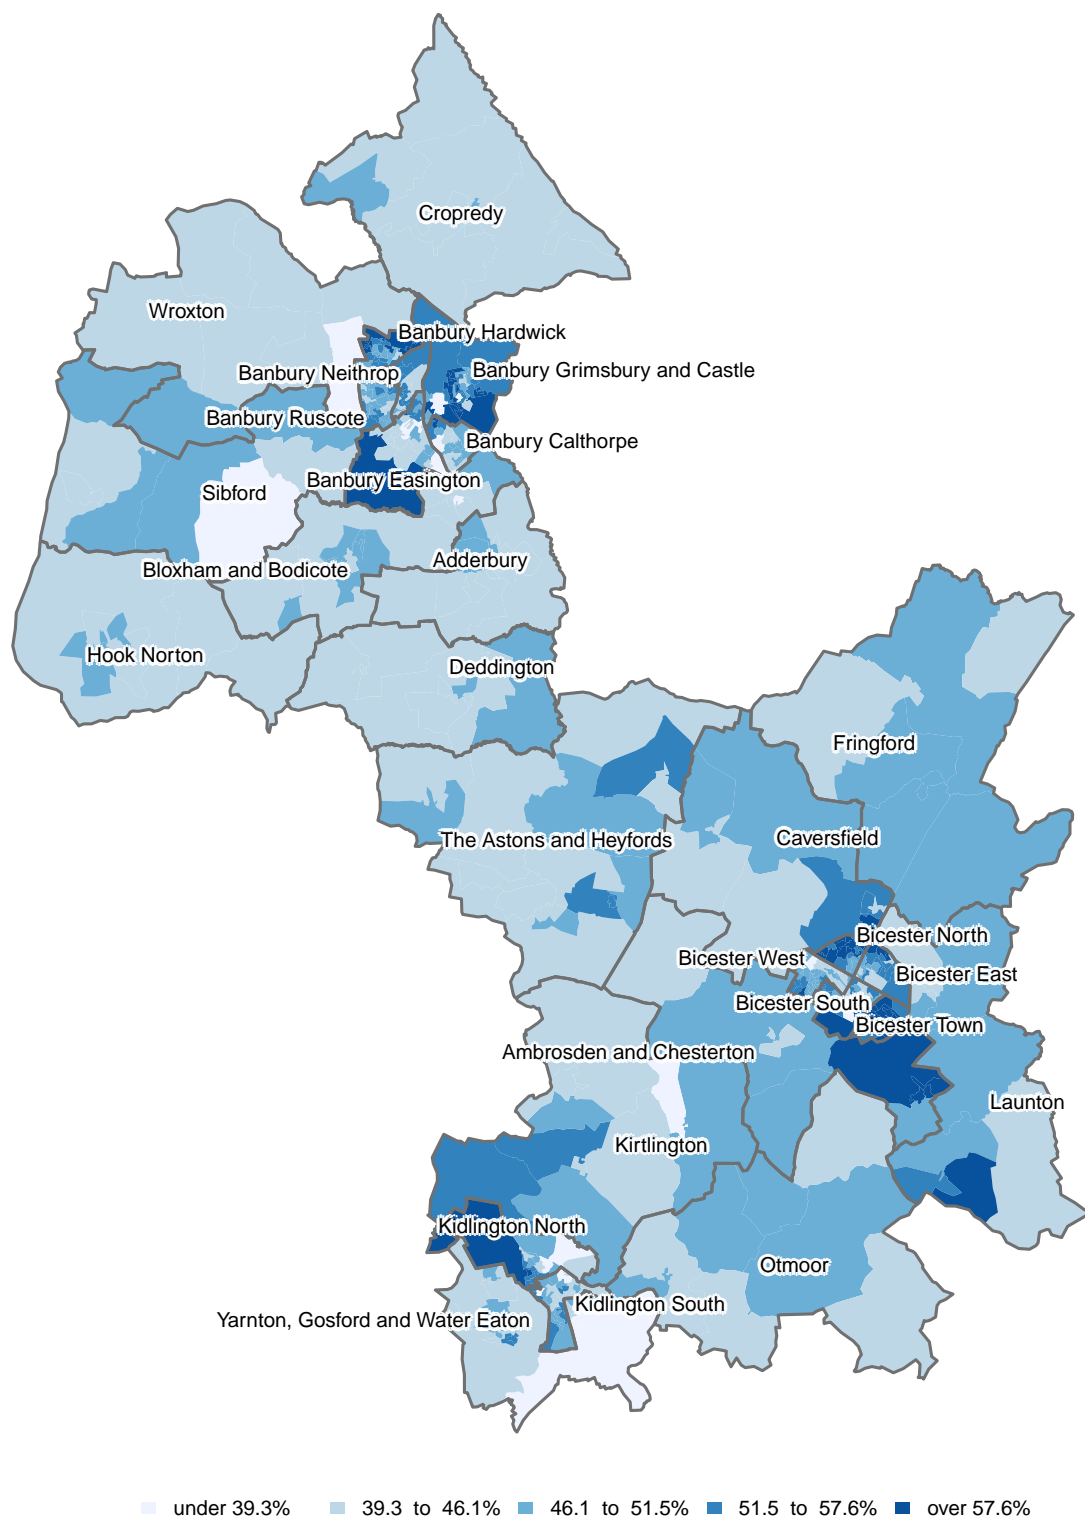 Cropredy
Wroxton
Banbury Hardwick
Banbury Neithrop
Banbury Grimsbury and Castle
Banbury Ruscote
Banbury Calthorpe
Banbury Easington
Sibford
Adderbury
Bloxham and Bodicote
Hook Norton
Deddington
Fringford
The Astons and Heyfords
Caversfield
Bicester North
Bicester West
Bicester East
Bicester South
Bicester Town
Ambrosden and Chesterton
Launton
Kirtlington
Kidlington North
Otmoor
Kidlington South
Yarnton, Gosford and Water Eaton
under 39.3% 39.3 to 46.1% 46.1 to 51.5% 51.5 to 57.6% over 57.6%